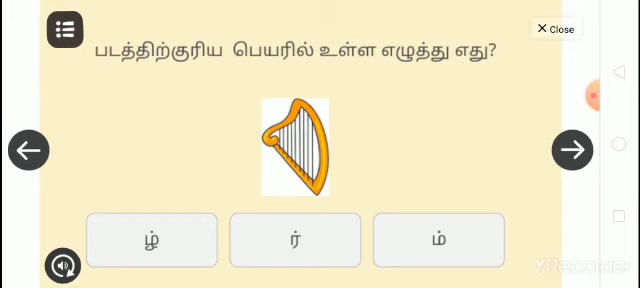 Close
படத்திற்குரிய பெயரில் உள்ள எழுத்து எது?
ழ்
ர்
ம்
XRecorder